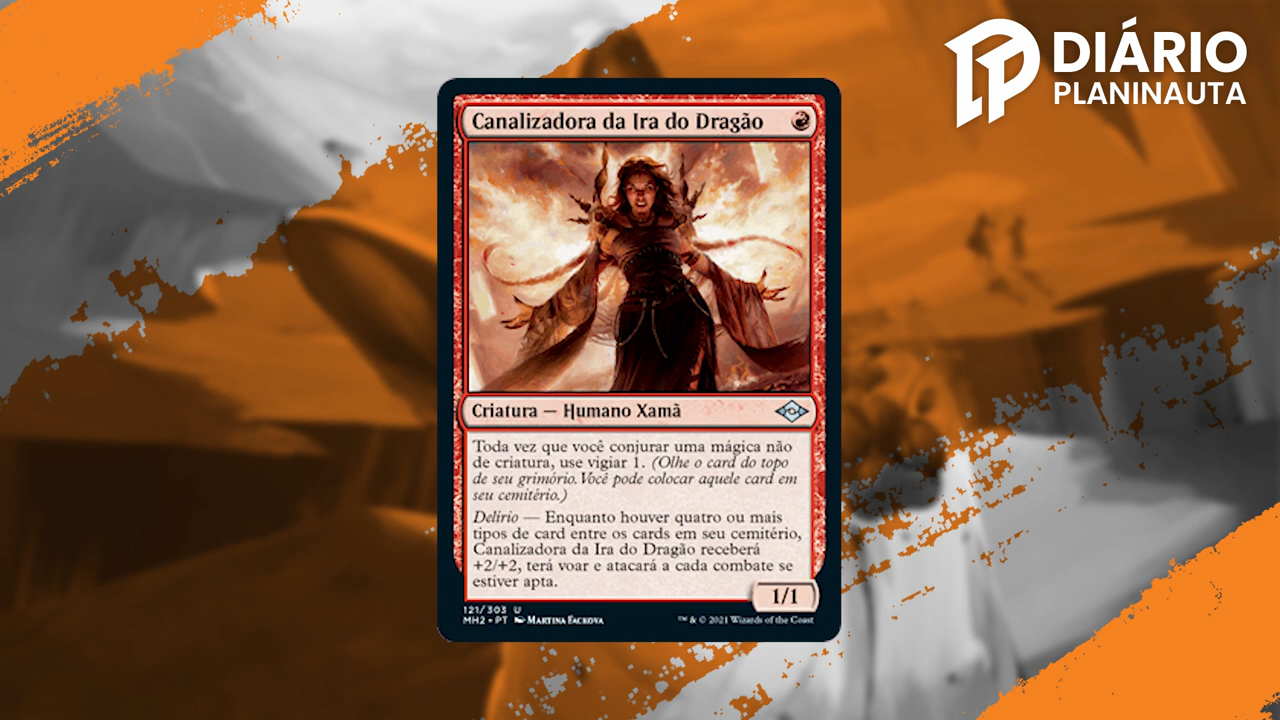 DIÁRIO
PLANINAUTA
Canalizadora da Ira do Dragão
Criatura — Humano Xamã
Toda vez que você conjurar uma mágica não
de criatura, use vigiar 1. (Olhe o card do topo
de seu grimório. Você pode colocar aquele card em
seu cemitério.)
Delírio — Enquanto houver quatro ou mais
tipos de card entre os cards em seu cemitério,
Canalizadora da Ira do Dragão receberá
+2/+2, terá voar e atacará a cada combate se
estiver apta.
1/1
121/303 U
MH2 • PT Martina Fačkova
™ & © 2021 Wizards of the Coast